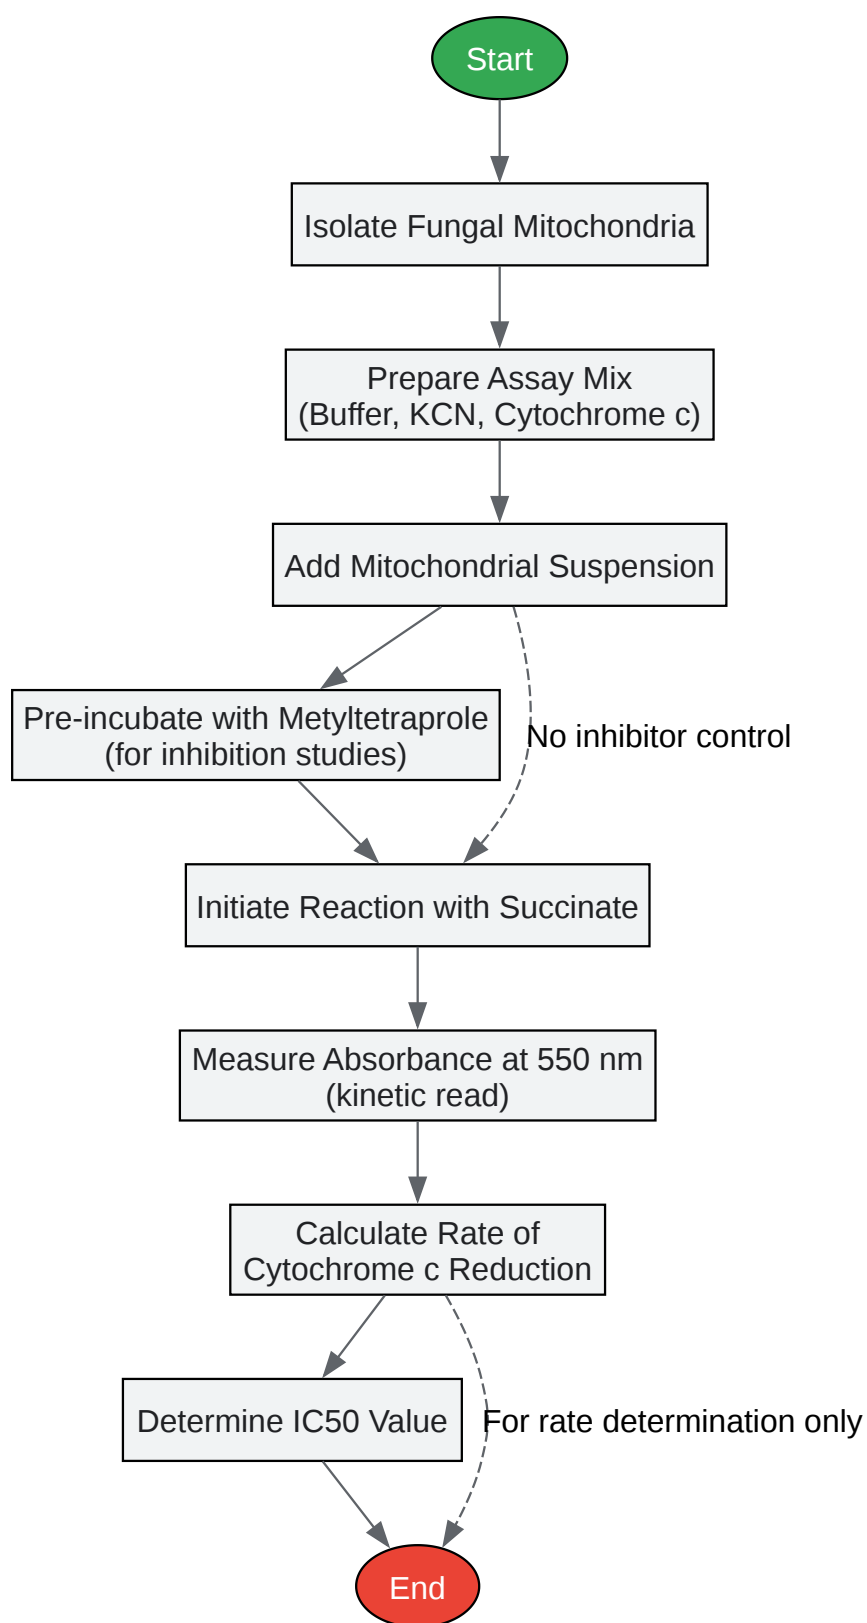 Start
Isolate Fungal Mitochondria
Prepare Assay Mix
(Buffer, KCN, Cytochrome c)
Add Mitochondrial Suspension
Pre-incubate with Metyltetraprole
(for inhibition studies)
No inhibitor control
Initiate Reaction with Succinate
Measure Absorbance at 550 nm
(kinetic read)
Calculate Rate of
Cytochrome c Reduction
Determine IC50 Value
For rate determination only
End